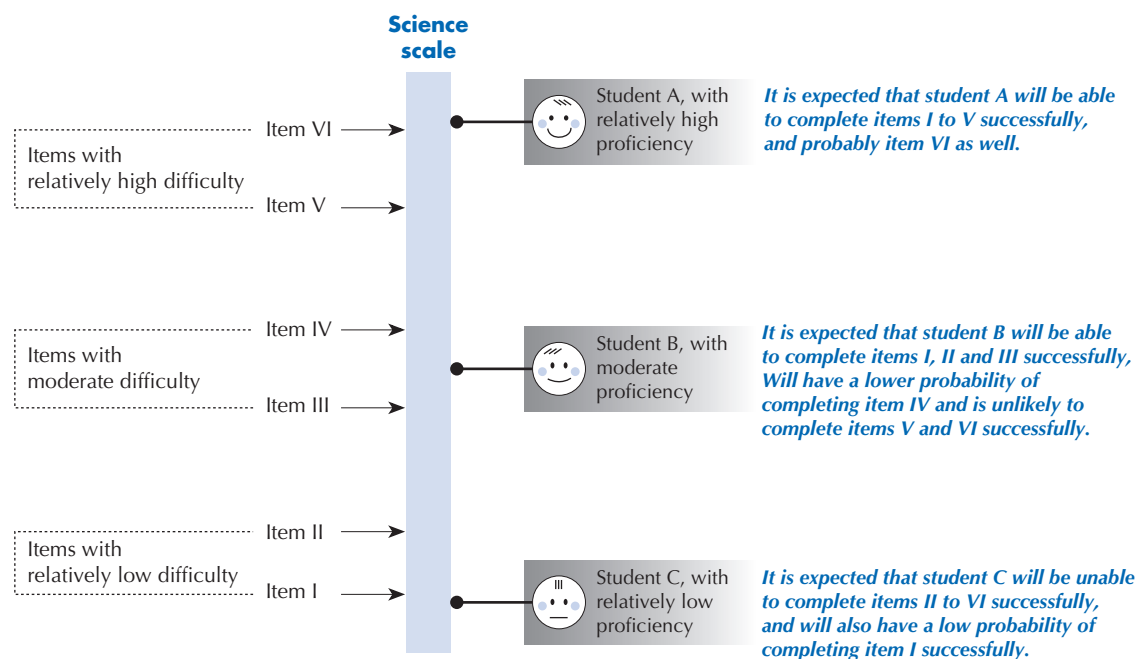 Science
scale
Item VI
Items with
relatively high difficulty
Item V
Student A, with
relatively high
proficiency
It is expected that student A will be able
to complete items I to V successfully,
and probably item VI as well.
Item IV
Items with
moderate difficulty
Item III
Student B, with
moderate
proficiency
It is expected that student B will be able
to complete items I, II and III successfully,
Will have a lower probability of
completing item IV and is unlikely to
complete items V and VI successfully.
Item II
Items with
relatively low difficulty
Item I
Student C, with
relatively low
proficiency
It is expected that student C will be unable
to complete items II to VI successfully,
and will also have a low probability of
completing item I successfully.